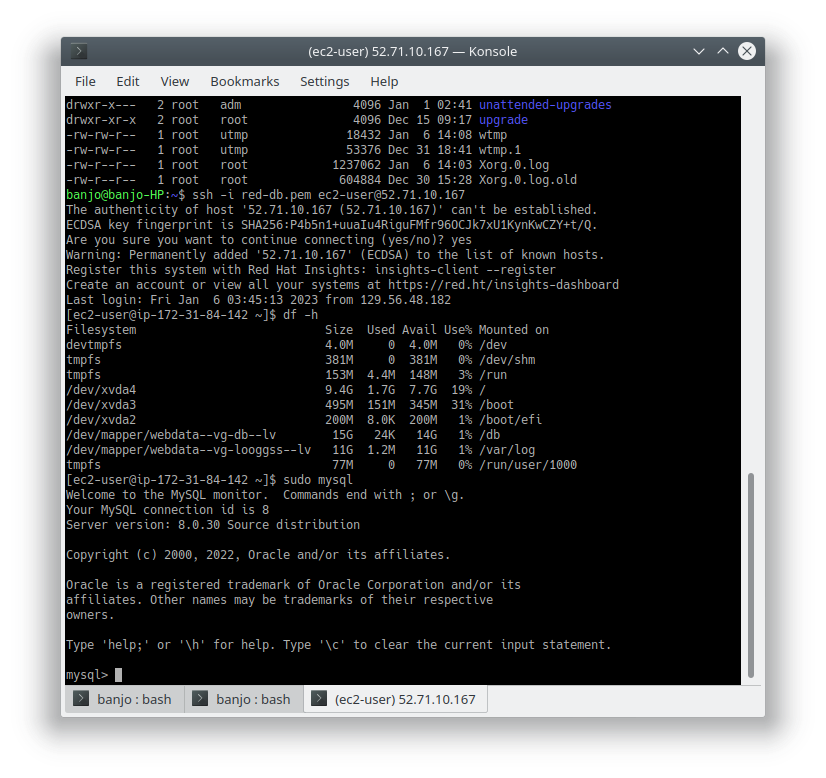 (ec2-user) 52.71.10.167 — Konsole
File Edit View Bookmarks Settings Help
drwxr-x---   2 root   adm                4096 Jan  1 02:41 unattended-upgrades
drwxr-xr-x   2 root   root               4096 Dec 15 09:17 upgrade
-rw-rw-r--   1 root   utmp              18432 Jan  6 14:08 wtmp
-rw-rw-r--   1 root   utmp              53376 Dec 31 18:41 wtmp.1
-rw-r--r--   1 root   root            1237062 Jan  6 14:03 Xorg.0.log
-rw-r--r--   1 root   root             604884 Dec 30 15:28 Xorg.0.log.old
banjo@banjo-HP:~$ ssh -i red-db.pem ec2-user@52.71.10.167
The authenticity of host '52.71.10.167 (52.71.10.167)' can't be established.
ECDSA key fingerprint is SHA256:P4b5n1+uuaIu4RiguFMfr96OCJk7xU1KynKwCZY+t/Q.
Are you sure you want to continue connecting (yes/no)? yes
Warning: Permanently added '52.71.10.167' (ECDSA) to the list of known hosts.
Register this system with Red Hat Insights: insights-client --register
Create an account or view all your systems at https://red.ht/insights-dashboard
Last login: Fri Jan  6 03:45:13 2023 from 129.56.48.182
[ec2-user@ip-172-31-84-142 ~]$ df -h
Filesystem                           Size  Used Avail Use% Mounted on
devtmpfs                             4.0M     0  4.0M   0% /dev
tmpfs                                381M     0  381M   0% /dev/shm
tmpfs                                153M  4.4M  148M   3% /run
/dev/xvda4                           9.4G  1.7G  7.7G  19% /
/dev/xvda3                           495M  151M  345M  31% /boot
/dev/xvda2                           200M  8.0K  200M   1% /boot/efi
/dev/mapper/webdata--vg-db--lv        15G   24K   14G   1% /db
/dev/mapper/webdata--vg-looggss--lv   11G  1.2M   11G   1% /var/log
tmpfs                                 77M     0   77M   0% /run/user/1000
[ec2-user@ip-172-31-84-142 ~]$ sudo mysql
Welcome to the MySQL monitor.  Commands end with ; or \g.
Your MySQL connection id is 8
Server version: 8.0.30 Source distribution
Copyright (c) 2000, 2022, Oracle and/or its affiliates.
Oracle is a registered trademark of Oracle Corporation and/or its
affiliates. Other names may be trademarks of their respective
owners.
Type 'help;' or '\h' for help. Type '\c' to clear the current input statement.
mysql>
banjo : bash banjo : bash (ec2-user) 52.71.10.167